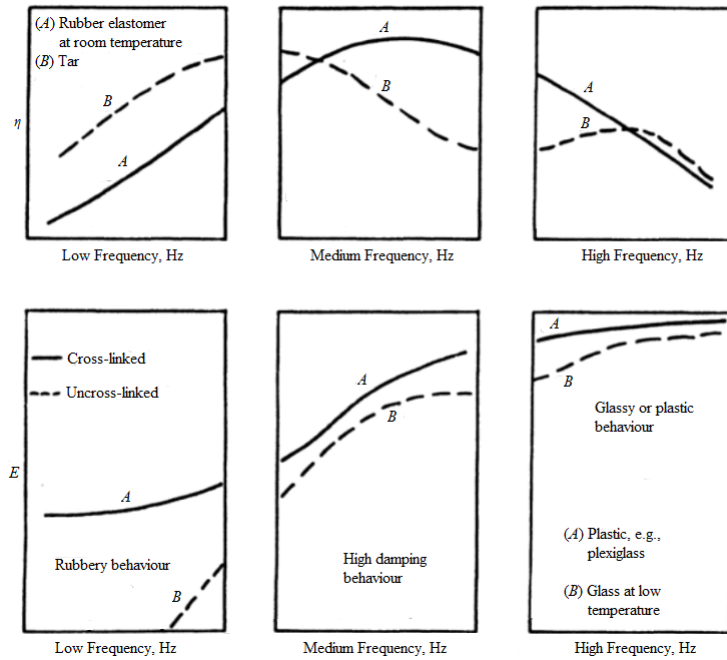 (A) Rubber elastomer
at room temperature
(B) Tar
B
A
η
Low Frequency, Hz
A
B
Medium Frequency, Hz
A
B
High Frequency, Hz
Cross-linked
Uncross-linked
A
E
Rubbery behaviour
B
Low Frequency, Hz
A
B
High damping
behaviour
Medium Frequency, Hz
A
B
Glassy or plastic
behaviour
(A) Plastic, e.g.,
plexiglass
(B) Glass at low
temperature
High Frequency, Hz